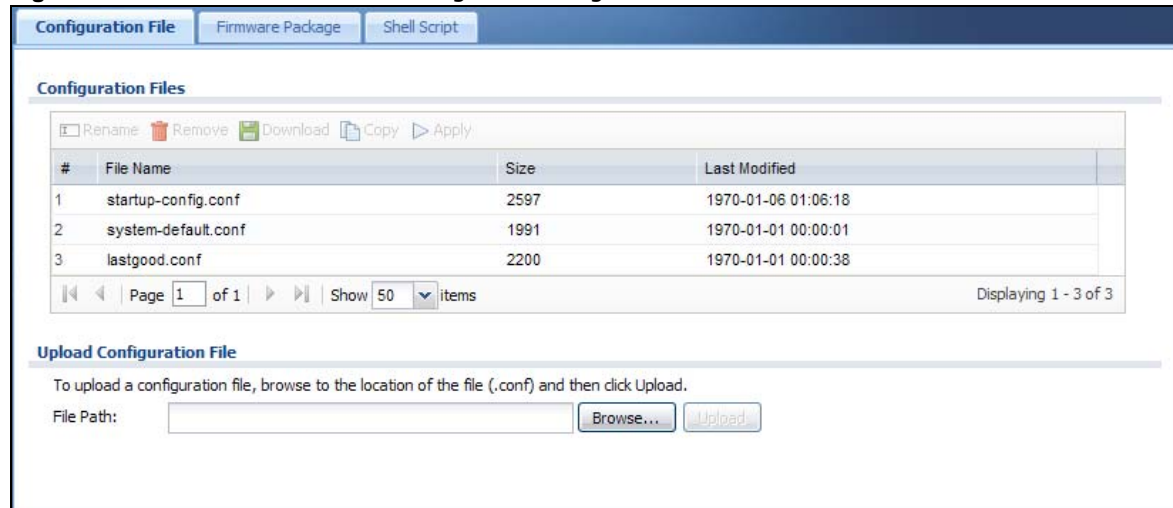 Configuration File Firmware Package Shell Script
Configuration Files
Rename Remove Download Copy Apply
# File Name Size Last Modified
1 startup-config.conf 2597 1970-01-06 01:06:18
2 system-default.conf 1991 1970-01-01 00:00:01
3 lastgood.conf 2200 1970-01-01 00:00:38
Page 1 of 1 Show 50 items Displaying 1 - 3 of 3
Upload Configuration File
To upload a configuration file, browse to the location of the file (.conf) and then click Upload.
File Path: Browse... Upload